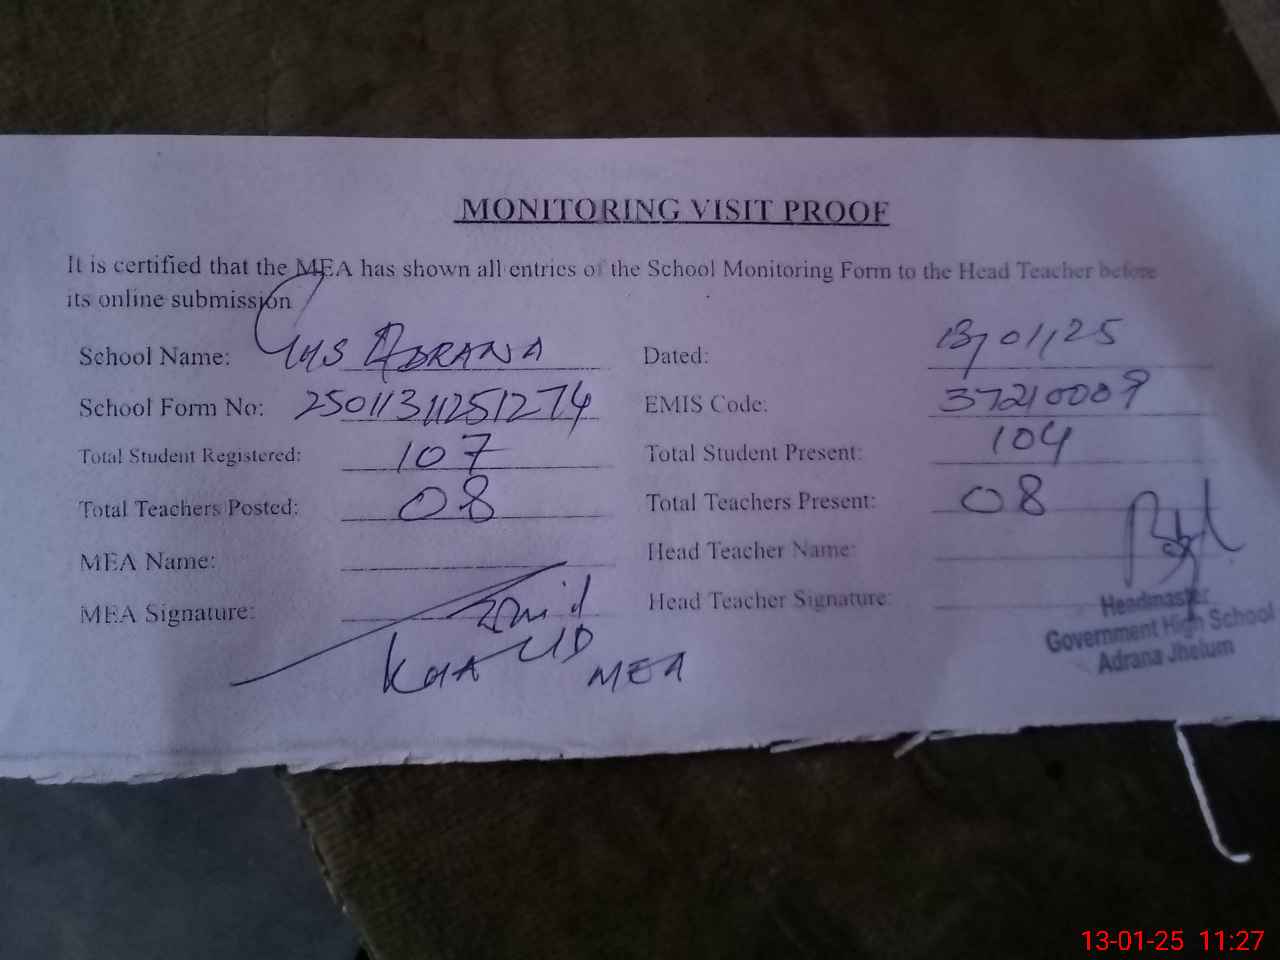 MONITORING VISIT PROOF
It is certified that the MEA has shown all entries of the School Monitoring Form to the Head Teacher before
its online submission
School Name: GHS ADRANA Dated: 13/01/25
School Form No: 25011311251274 EMIS Code: 37210009
Total Student Registered: 107 Total Student Present: 104
Total Teachers Posted: 08 Total Teachers Present: 08
MEA Name: Head Teacher Name:
MEA Signature: Head Teacher Signature:
KHALID MEA
Headmaster
Government High School
Adrana Jhelum
13-01-25 11:27